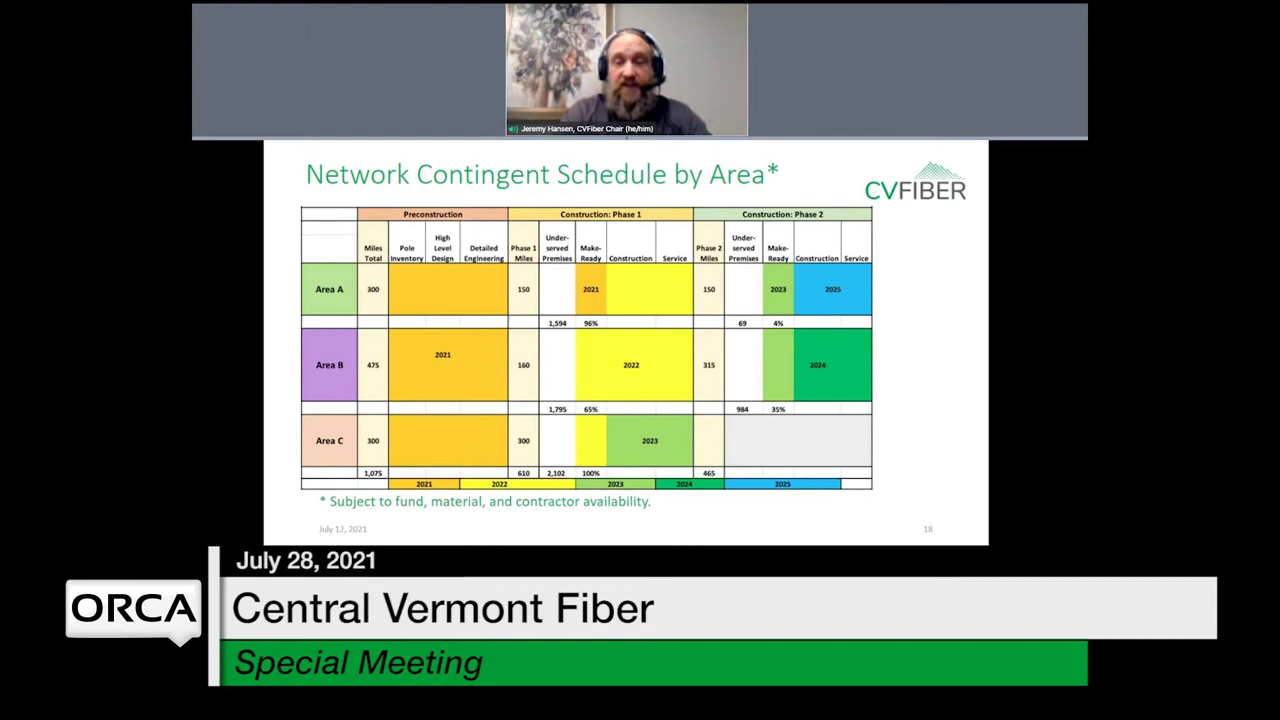 Jeremy Hansen, CVFiber Chair (he/him)
Network Contingent Schedule by Area*
CVFIBER
Preconstruction Construction: Phase 1 Construction: Phase 2
Miles Total Pole Inventory High Level Design Detailed Engineering Phase 1 Miles Under-served Premises Make-Ready Construction Service Phase 2 Miles Under-served Premises Make-Ready Construction Service
Area A 300 150 2021 150 2023 2025
1,594 96% 69 4%
Area B 475 2021 160 2022 315 2024
1,795 65% 984 35%
Area C 300 300 2023
1,075 610 2,102 100% 465
2021 2022 2023 2024 2025
* Subject to fund, material, and contractor availability.
July 12, 2021 18
July 28, 2021
ORCA
Central Vermont Fiber
Special Meeting